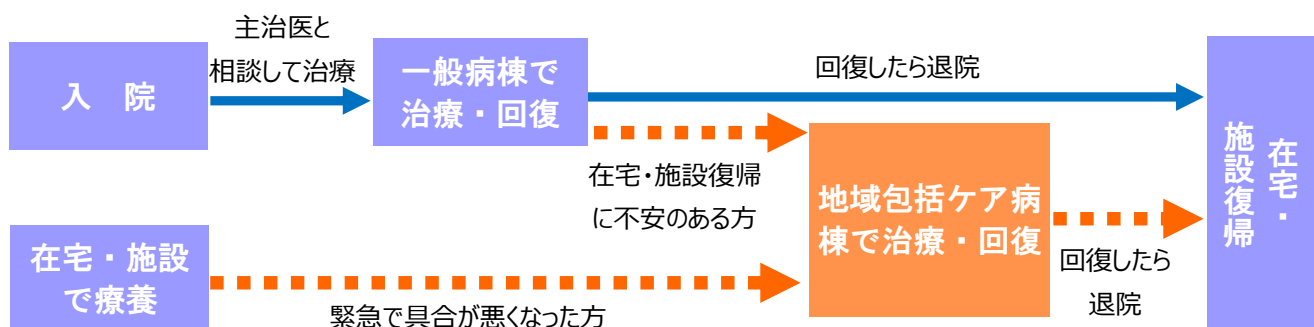 主治医と
相談して治療
入　院
一般病棟で
治療・回復
回復したら退院
在宅・
施設復帰
在宅・施設復帰
に不安のある方
地域包括ケア病
棟で治療・回復
回復したら
退院
在宅・施設
で療養
緊急で具合が悪くなった方